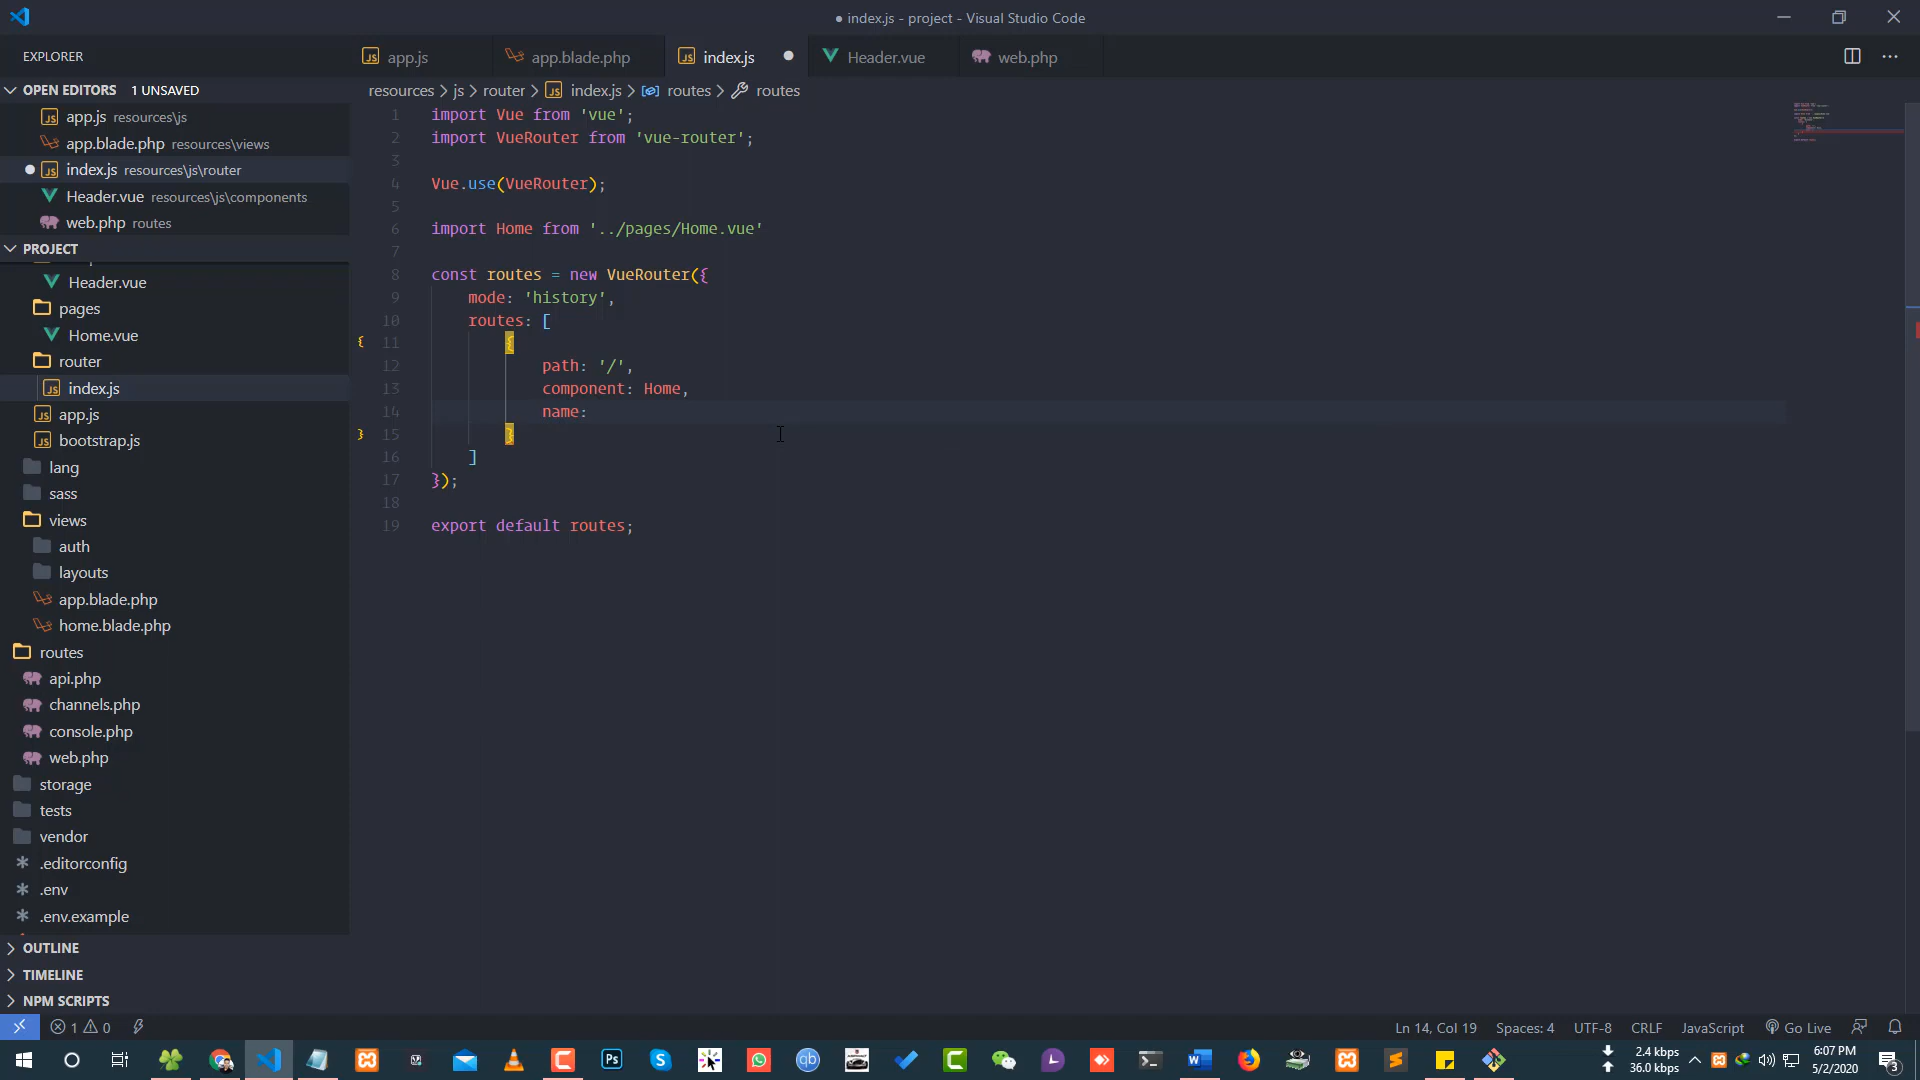 ● index.js - project - Visual Studio Code
EXPLORER
app.js
app.blade.php
index.js
Header.vue
web.php
OPEN EDITORS 1 UNSAVED
app.js resources\js
app.blade.php resources\views
index.js resources\js\router
Header.vue resources\js\components
web.php routes
PROJECT
Header.vue
pages
Home.vue
router
index.js
app.js
bootstrap.js
lang
sass
views
auth
layouts
app.blade.php
home.blade.php
routes
api.php
channels.php
console.php
web.php
storage
tests
vendor
.editorconfig
.env
.env.example
OUTLINE
TIMELINE
NPM SCRIPTS
resources > js > router > JS index.js > routes > routes
1 import Vue from 'vue';
2 import VueRouter from 'vue-router';
3
4 Vue.use(VueRouter);
5
6 import Home from '../pages/Home.vue'
7
8 const routes = new VueRouter({
9 mode: 'history',
10 routes: [
{ 11 {
12 path: '/',
13 component: Home,
14 name:
} 15 }
16 ]
17 });
18
19 export default routes;
1 0
Ln 14, Col 19 Spaces: 4 UTF-8 CRLF JavaScript Go Live
2.4 kbps
36.0 kbps
6:07 PM
5/2/2020
3